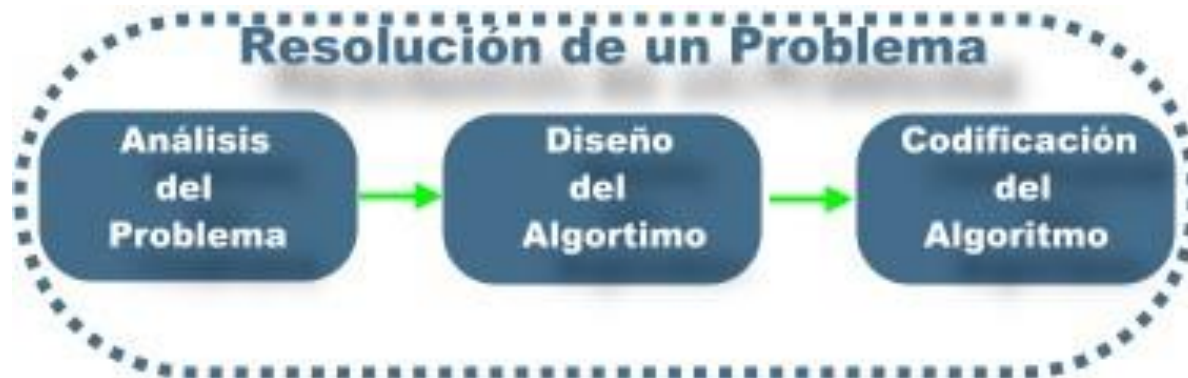 Resolución de un Problema
Análisis
del
Problema
Diseño
del
Algortimo
Codificación
del
Algoritmo